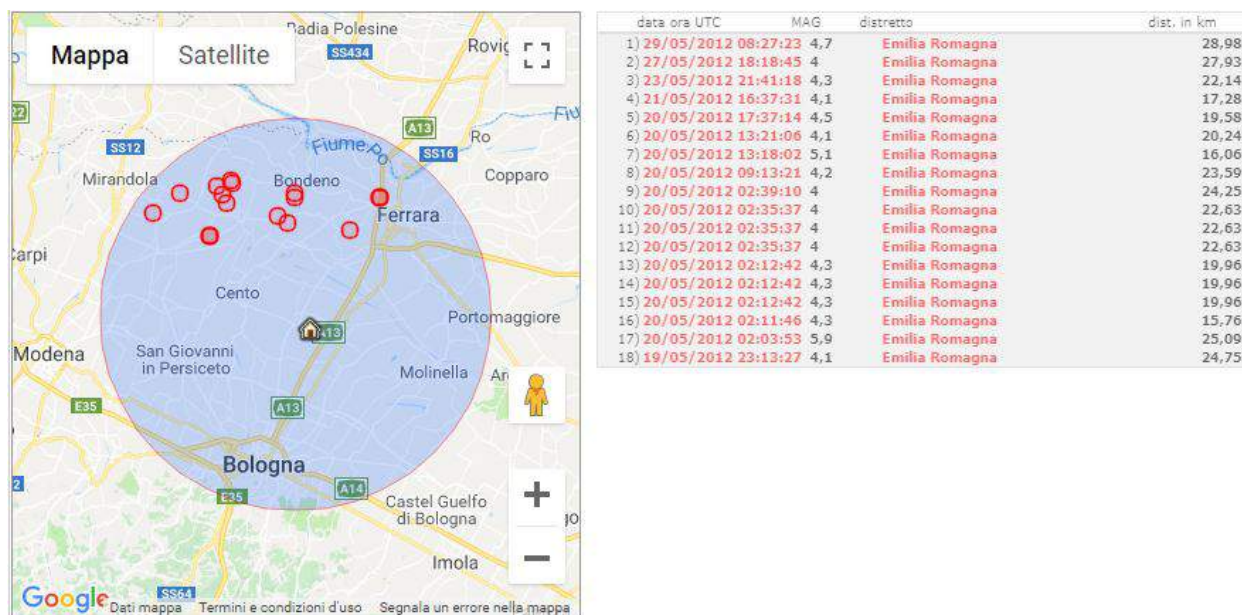 Mappa
Satellite
Badia Polesine
SS434
A13
Ro
SS12
Fiume Po
SS16
Mirandola
Bondeno
Copparo
Ferrara
Cento
A13
Portomaggiore
Modena
San Giovanni
in Persiceto
Molinella
E35
A13
Bologna
E35
A14
Castel Guelfo
di Bologna
Imola
SS64
Google
Dati mappa
Termini e condizioni d'uso
Segnala un errore nella mappa
data ora UTC MAG distretto dist. in km
1) 29/05/2012 08:27:23 4,7 Emilia Romagna 28,98
2) 27/05/2012 18:18:45 4 Emilia Romagna 27,93
3) 23/05/2012 21:41:18 4,3 Emilia Romagna 22,14
4) 21/05/2012 16:37:31 4,1 Emilia Romagna 17,28
5) 20/05/2012 17:37:14 4,5 Emilia Romagna 19,58
6) 20/05/2012 13:21:06 4,1 Emilia Romagna 20,24
7) 20/05/2012 13:18:02 5,1 Emilia Romagna 16,06
8) 20/05/2012 09:13:21 4,2 Emilia Romagna 23,59
9) 20/05/2012 02:39:10 4 Emilia Romagna 24,25
10) 20/05/2012 02:35:37 4 Emilia Romagna 22,63
11) 20/05/2012 02:35:37 4 Emilia Romagna 22,63
12) 20/05/2012 02:35:37 4 Emilia Romagna 22,63
13) 20/05/2012 02:12:42 4,3 Emilia Romagna 19,96
14) 20/05/2012 02:12:42 4,3 Emilia Romagna 19,96
15) 20/05/2012 02:12:42 4,3 Emilia Romagna 19,96
16) 20/05/2012 02:11:46 4,3 Emilia Romagna 15,76
17) 20/05/2012 02:03:53 5,9 Emilia Romagna 25,09
18) 19/05/2012 23:13:27 4,1 Emilia Romagna 24,75